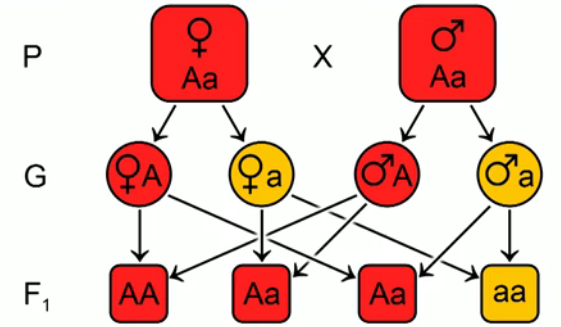 P ♀ Aa X ♂ Aa
G ♀A ♀a ♂A ♂a
F₁ AA Aa Aa aa